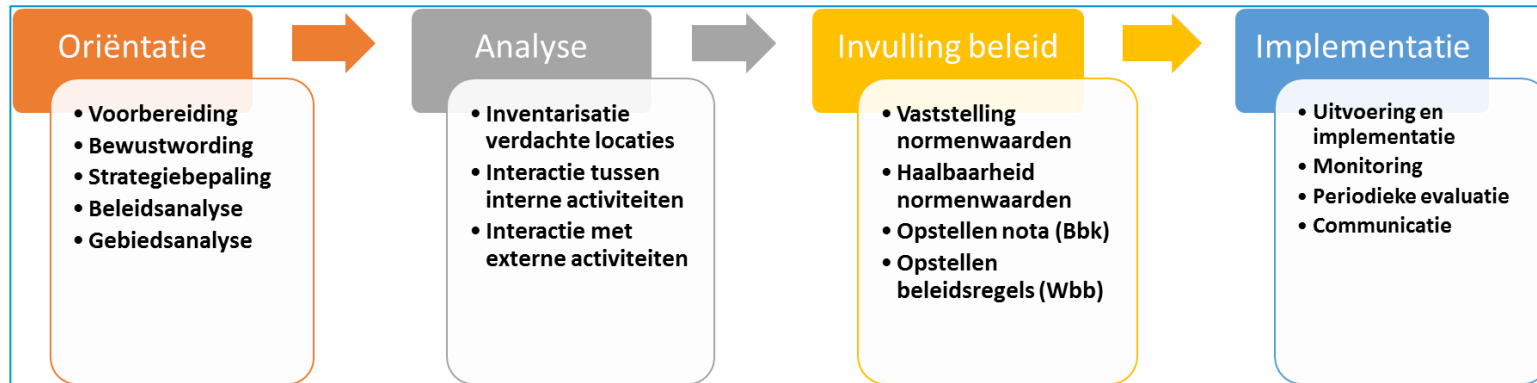 Oriëntatie
• Voorbereiding
• Bewustwording
• Strategiebepaling
• Beleidsanalyse
• Gebiedsanalyse
Analyse
• Inventarisatie
verdachte locaties
• Interactie tussen
interne activiteiten
• Interactie met
externe activiteiten
Invulling beleid
• Vaststelling
normenwaarden
• Haalbaarheid
normenwaarden
• Opstellen nota (Bbk)
• Opstellen
beleidsregels (Wbb)
Implementatie
• Uitvoering en
implementatie
• Monitoring
• Periodieke evaluatie
• Communicatie